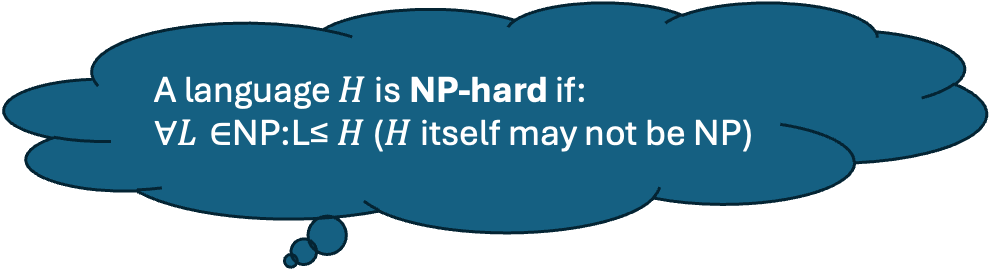 A language 𝐻 is NP-hard if:
∀𝐿 ∈NP:L≤ 𝐻 (𝐻 itself may not be NP)